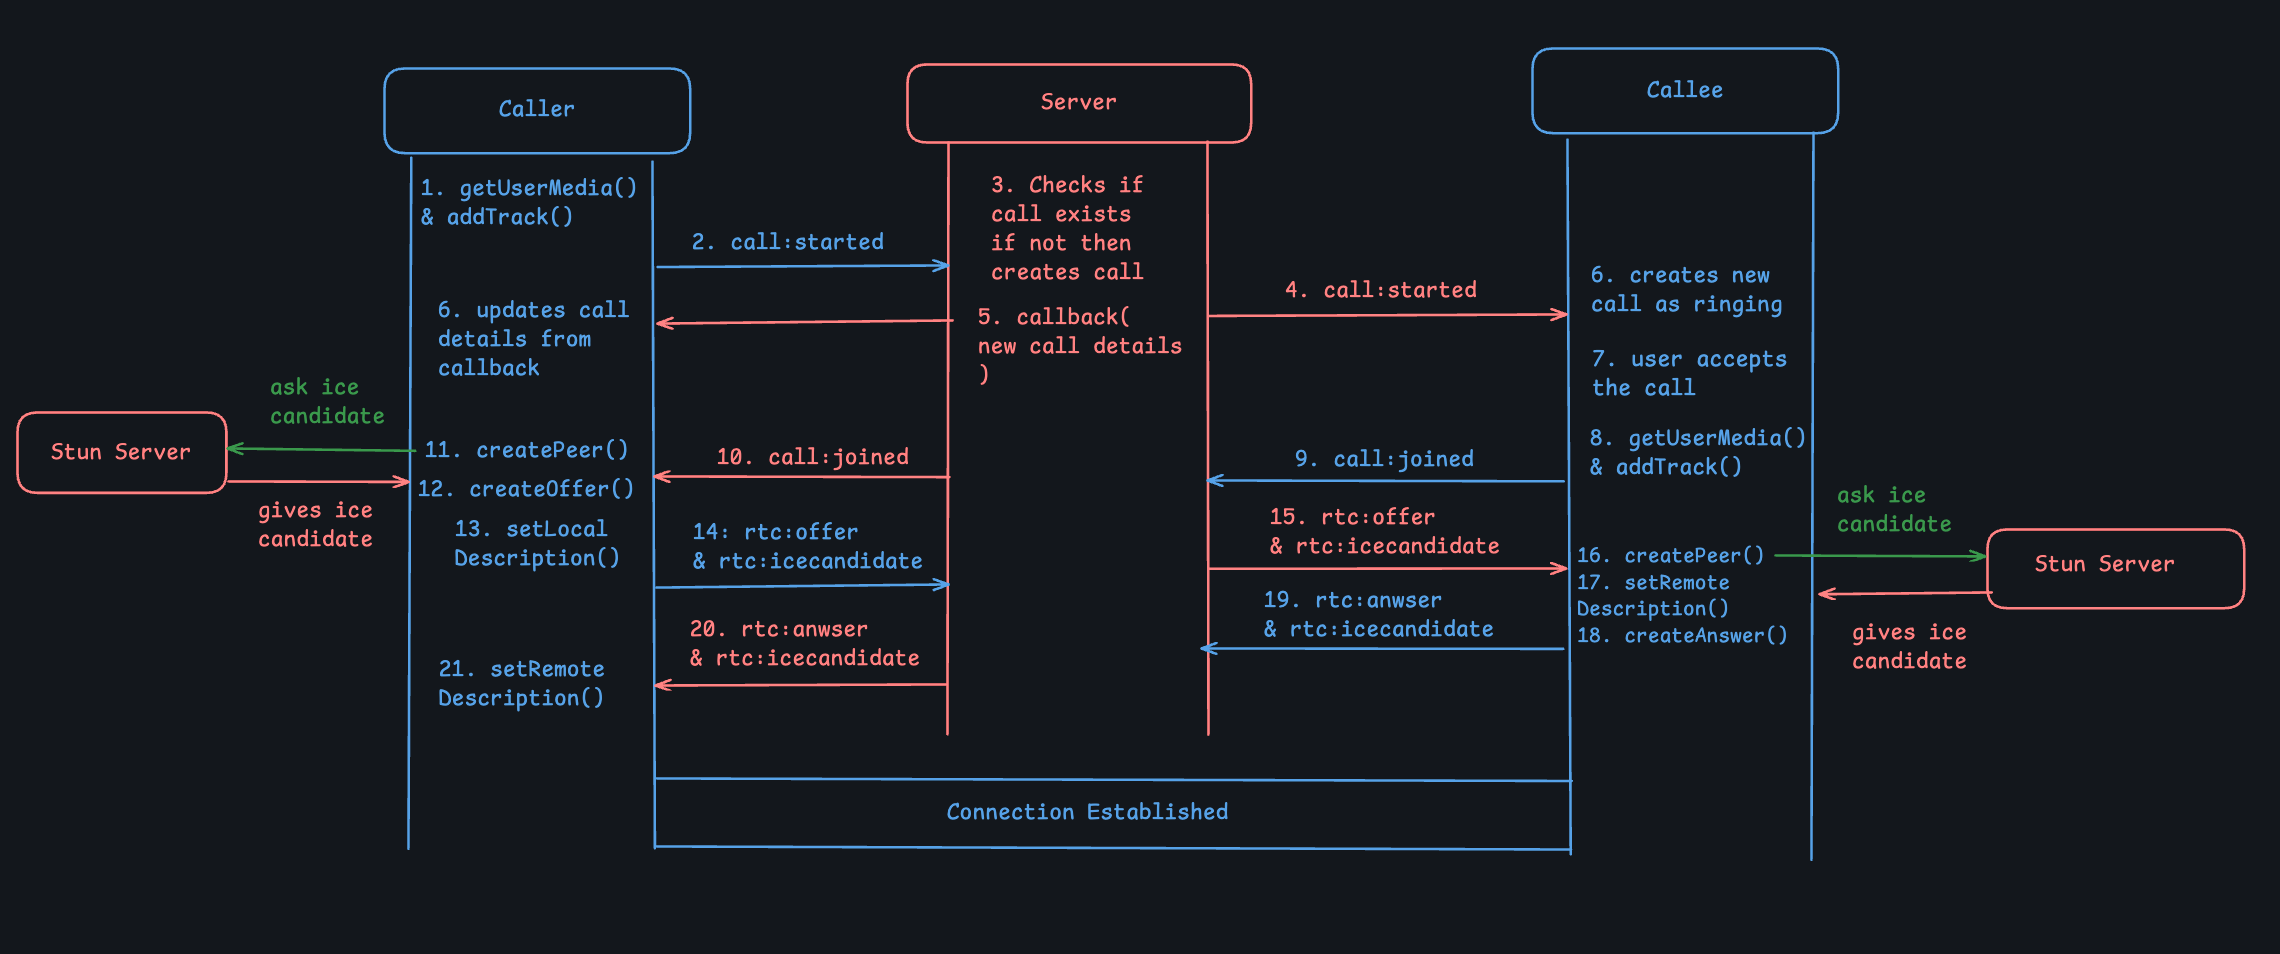 Caller
Server
Callee
1. getUserMedia()
& addTrack()
2. call:started
3. Checks if
call exists
if not then
creates call
4. call:started
5. callback(
new call details
)
6. updates call
details from
callback
6. creates new
call as ringing
7. user accepts
the call
8. getUserMedia()
& addTrack()
9. call:joined
10. call:joined
ask ice
candidate
Stun Server
gives ice
candidate
11. createPeer()
12. createOffer()
13. setLocal
Description()
14: rtc:offer
& rtc:icecandidate
15. rtc:offer
& rtc:icecandidate
16. createPeer()
17. setRemote
Description()
18. createAnswer()
ask ice
candidate
Stun Server
gives ice
candidate
19. rtc:anwser
& rtc:icecandidate
20. rtc:anwser
& rtc:icecandidate
21. setRemote
Description()
Connection Established